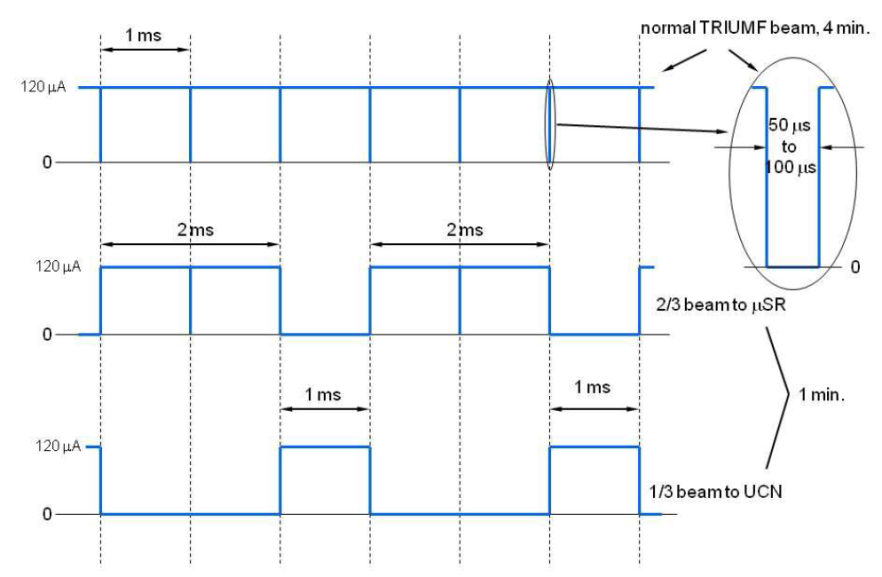 normal TRIUMF beam, 4 min.
1 ms
120 µA
0
50 µs
to
100 µs
0
2 ms
2 ms
120 µA
0
2/3 beam to µSR
1 ms
1 ms
1 min.
120 µA
0
1/3 beam to UCN